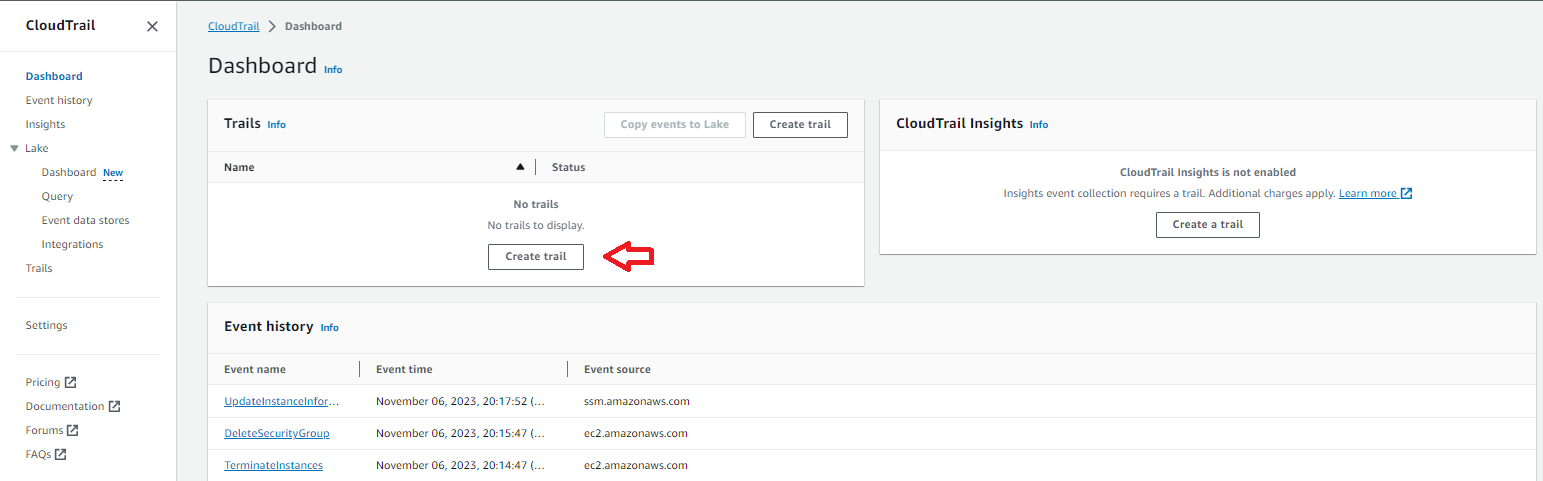 CloudTrail
Dashboard
Event history
Insights
Lake
Dashboard New
Query
Event data stores
Integrations
Trails
Settings
Pricing
Documentation
Forums
FAQs
CloudTrail > Dashboard
Dashboard Info
Trails Info
Copy events to Lake
Create trail
Name
Status
No trails
No trails to display.
Create trail
CloudTrail Insights Info
CloudTrail Insights is not enabled
Insights event collection requires a trail. Additional charges apply. Learn more
Create a trail
Event history Info
Event name Event time Event source
UpdateInstanceInfor... November 06, 2023, 20:17:52 (... ssm.amazonaws.com
DeleteSecurityGroup November 06, 2023, 20:15:47 (... ec2.amazonaws.com
TerminateInstances November 06, 2023, 20:14:47 (... ec2.amazonaws.com